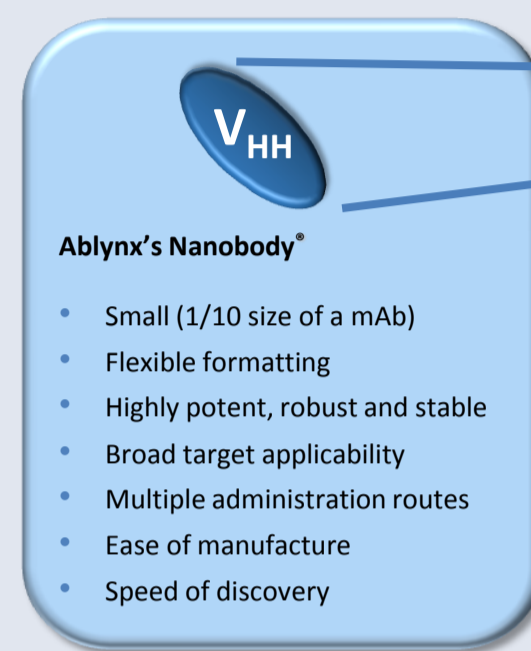 VHH
Ablynx's Nanobody®
• Small (1/10 size of a mAb)
• Flexible formatting
• Highly potent, robust and stable
• Broad target applicability
• Multiple administration routes
• Ease of manufacture
• Speed of discovery